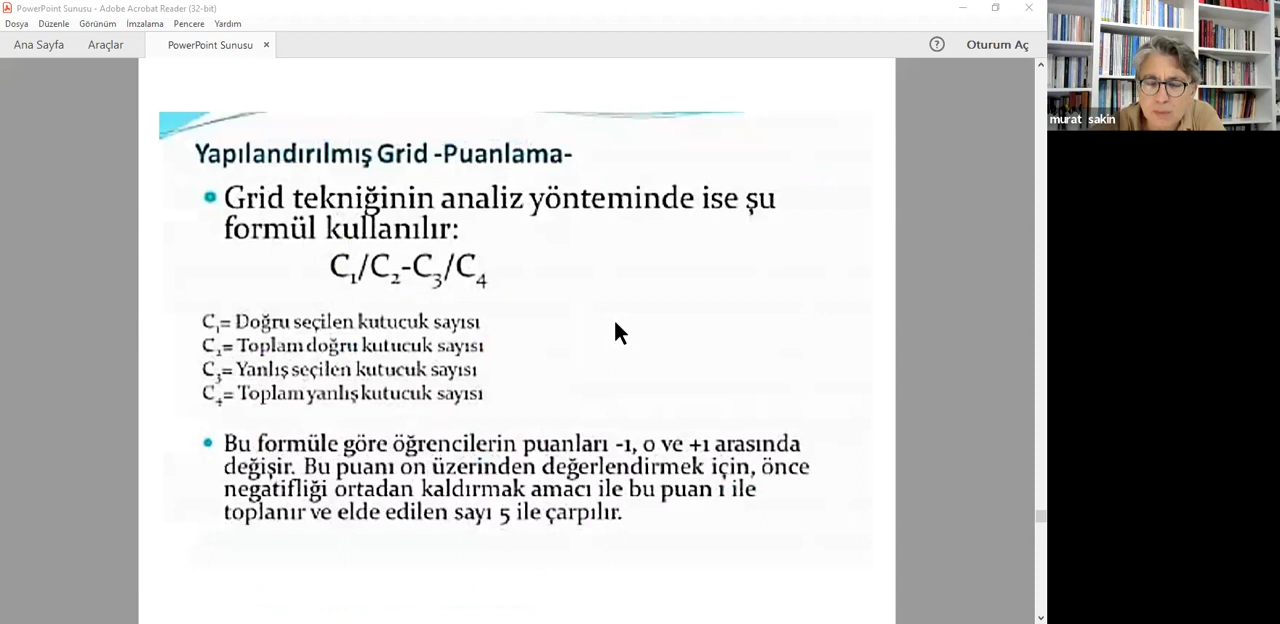 PowerPoint Sunusu - Adobe Acrobat Reader (32-bit)
Dosya Düzenle Görünüm İmzalama Pencere Yardım
Ana Sayfa Araçlar PowerPoint Sunusu × ? Oturum Aç
murat sakin
Yapılandırılmış Grid -Puanlama-
• Grid tekniğinin analiz yönteminde ise şu
formül kullanılır:
C₁/C₂-C₃/C₄
C₁= Doğru seçilen kutucuk sayısı
C₂= Toplam doğru kutucuk sayısı
C₃= Yanlış seçilen kutucuk sayısı
C₄= Toplam yanlış kutucuk sayısı
• Bu formüle göre öğrencilerin puanları -1, 0 ve +1 arasında
değişir. Bu puanı on üzerinden değerlendirmek için, önce
negatifliği ortadan kaldırmak amacı ile bu puan 1 ile
toplanır ve elde edilen sayı 5 ile çarpılır.